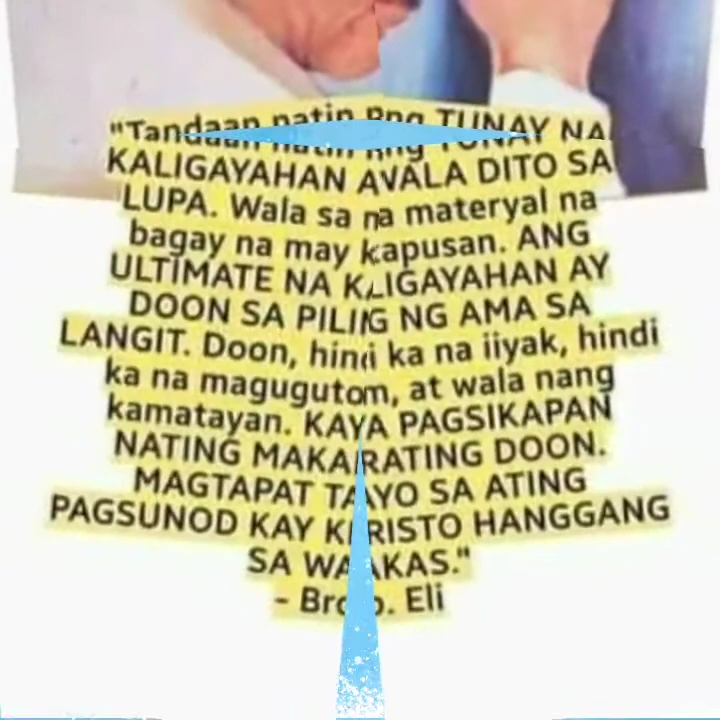 "Tandaan natin ang TUNAY NA
KALIGAYAHAN AY WALA DITO SA
LUPA. Wala sa na materyal na
bagay na may kapusan. ANG
ULTIMATE NA KALIGAYAHAN AY
DOON SA PILING NG AMA SA
LANGIT. Doon, hindi ka na iiyak, hindi
ka na magugutom, at wala nang
kamatayan. KAYA PAGSIKAPAN
NATING MAKARATING DOON.
MAGTAPAT TAYO SA ATING
PAGSUNOD KAY KRISTO HANGGANG
SA WAKAS."
- Bro. Eli